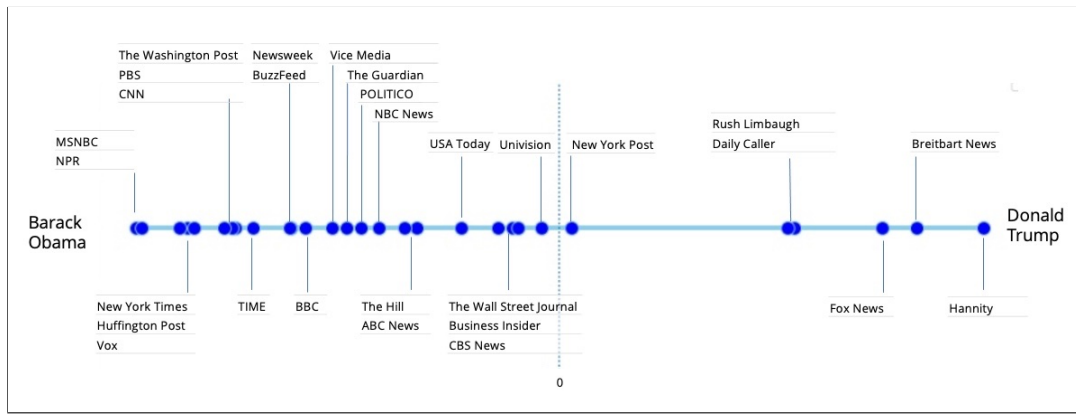 The Washington Post
PBS
CNN
Newsweek
BuzzFeed
Vice Media
The Guardian
POLITICO
NBC News
MSNBC
NPR
USA Today
Univision
New York Post
Rush Limbaugh
Daily Caller
Breitbart News
Barack
Obama
Donald
Trump
New York Times
Huffington Post
Vox
TIME
BBC
The Hill
ABC News
The Wall Street Journal
Business Insider
CBS News
Fox News
Hannity
0